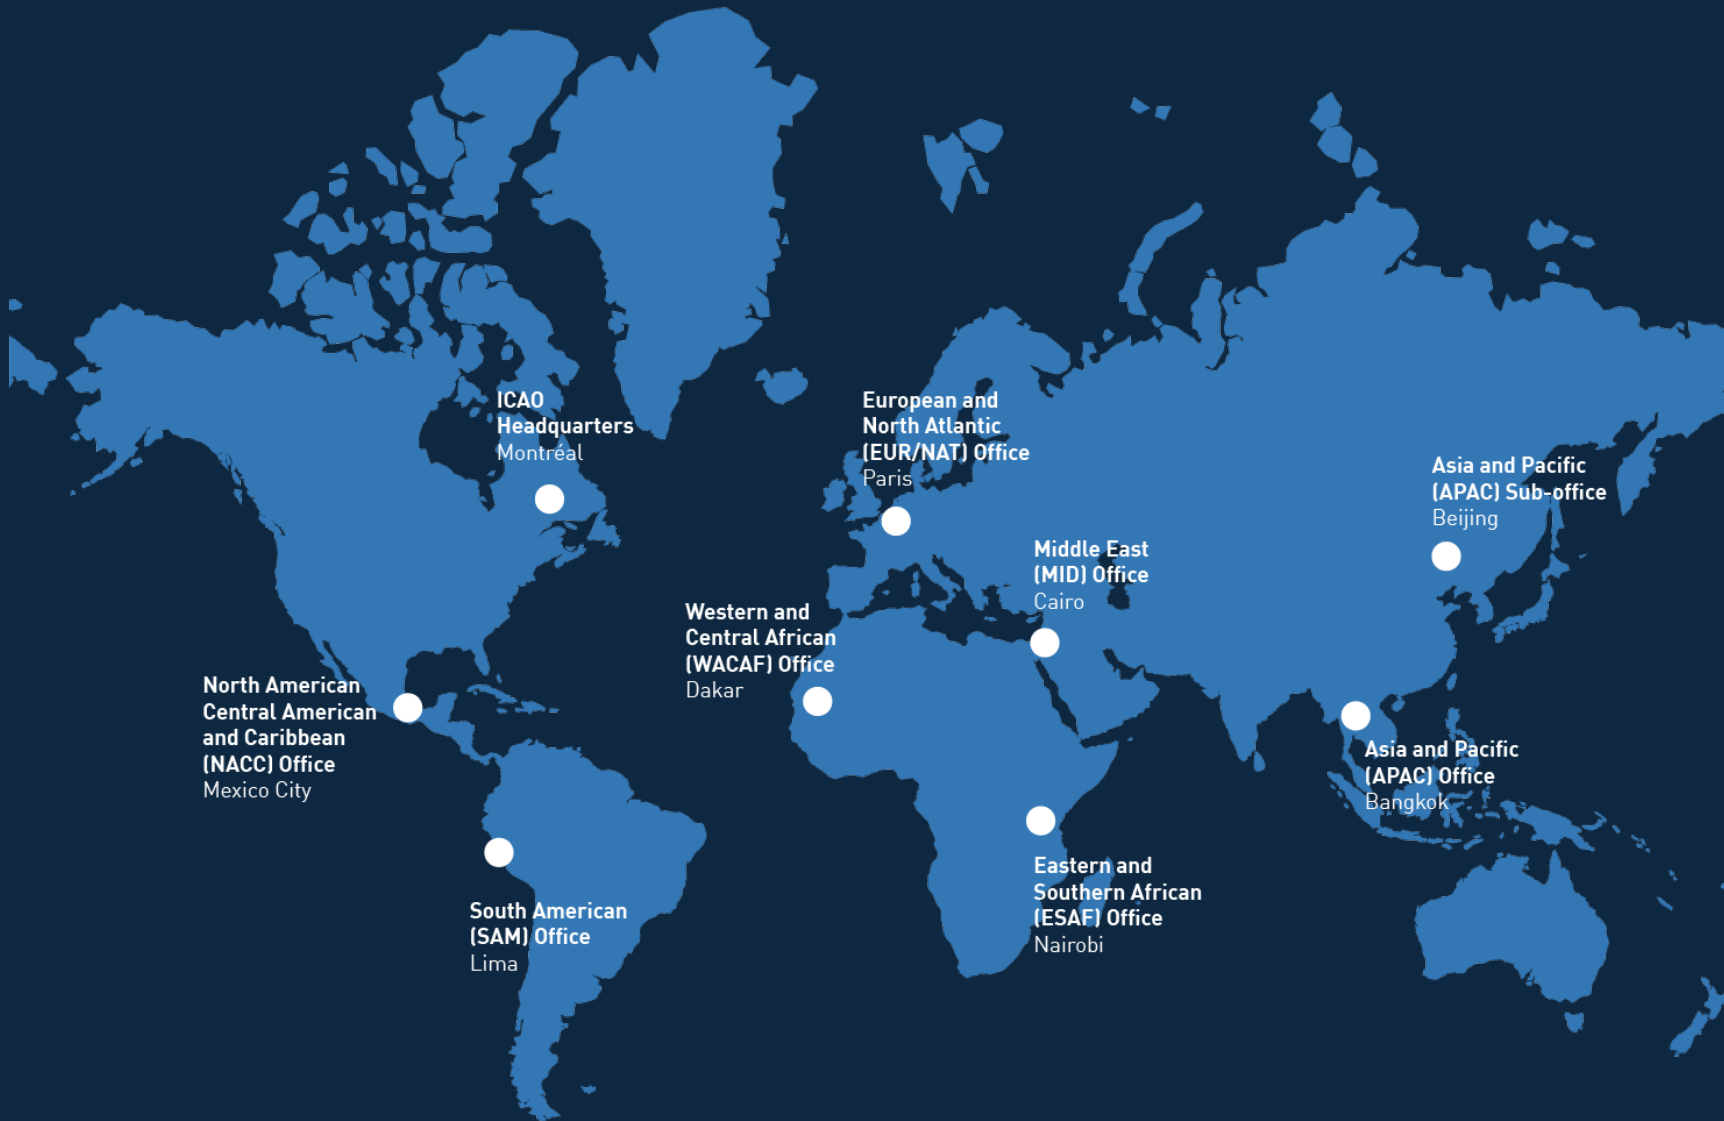 ICAO
Headquarters
Montréal
European and
North Atlantic
(EUR/NAT) Office
Paris
Asia and Pacific
(APAC) Sub-office
Beijing
Middle East
(MID) Office
Cairo
Western and
Central African
(WACAF) Office
Dakar
North American
Central American
and Caribbean
(NACC) Office
Mexico City
Asia and Pacific
(APAC) Office
Bangkok
Eastern and
Southern African
(ESAF) Office
Nairobi
South American
(SAM) Office
Lima